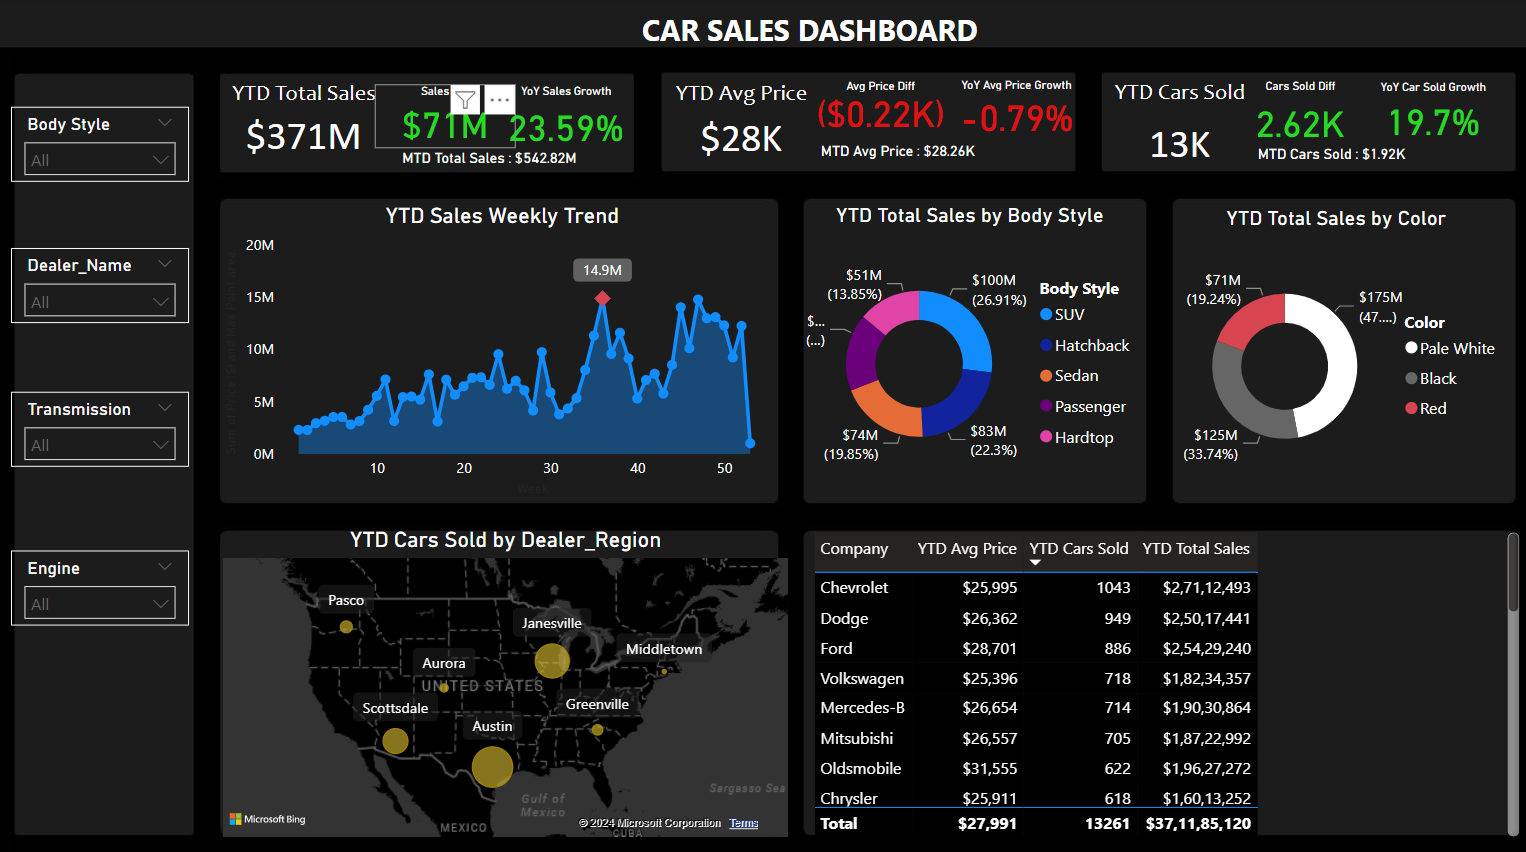 CAR SALES DASHBOARD
Body Style
All
Dealer_Name
All
Transmission
All
Engine
All
YTD Total Sales
$371M
Sales
$71M
YoY Sales Growth
23.59%
MTD Total Sales : $542.82M
YTD Avg Price
$28K
Avg Price Diff
($0.22K)
YoY Avg Price Growth
-0.79%
MTD Avg Price : $28.26K
YTD Cars Sold
13K
Cars Sold Diff
2.62K
YoY Car Sold Growth
19.7%
MTD Cars Sold : $1.92K
YTD Sales Weekly Trend
20M
15M
10M
5M
0M
14.9M
10 20 30 40 50
Week
YTD Total Sales by Body Style
$51M
(13.85%)
$100M
(26.91%)
$...
(...)
$74M
(19.85%)
$83M
(22.3%)
Body Style
SUV
Hatchback
Sedan
Passenger
Hardtop
YTD Total Sales by Color
$71M
(19.24%)
$175M
(47....)
$125M
(33.74%)
Color
Pale White
Black
Red
YTD Cars Sold by Dealer_Region
Pasco
Janesville
Middletown
Aurora
UNITED STATES
Scottsdale
Greenville
Austin
Sargasso Sea
Gulf of
Mexico
MEXICO
CUBA
Microsoft Bing
© 2024 Microsoft Corporation Terms
Company YTD Avg Price YTD Cars Sold YTD Total Sales
Chevrolet $25,995 1043 $2,71,12,493
Dodge $26,362 949 $2,50,17,441
Ford $28,701 886 $2,54,29,240
Volkswagen $25,396 718 $1,82,34,357
Mercedes-B $26,654 714 $1,90,30,864
Mitsubishi $26,557 705 $1,87,22,992
Oldsmobile $31,555 622 $1,96,27,272
Chrysler $25,911 618 $1,60,13,252
Total $27,991 13261 $37,11,85,120